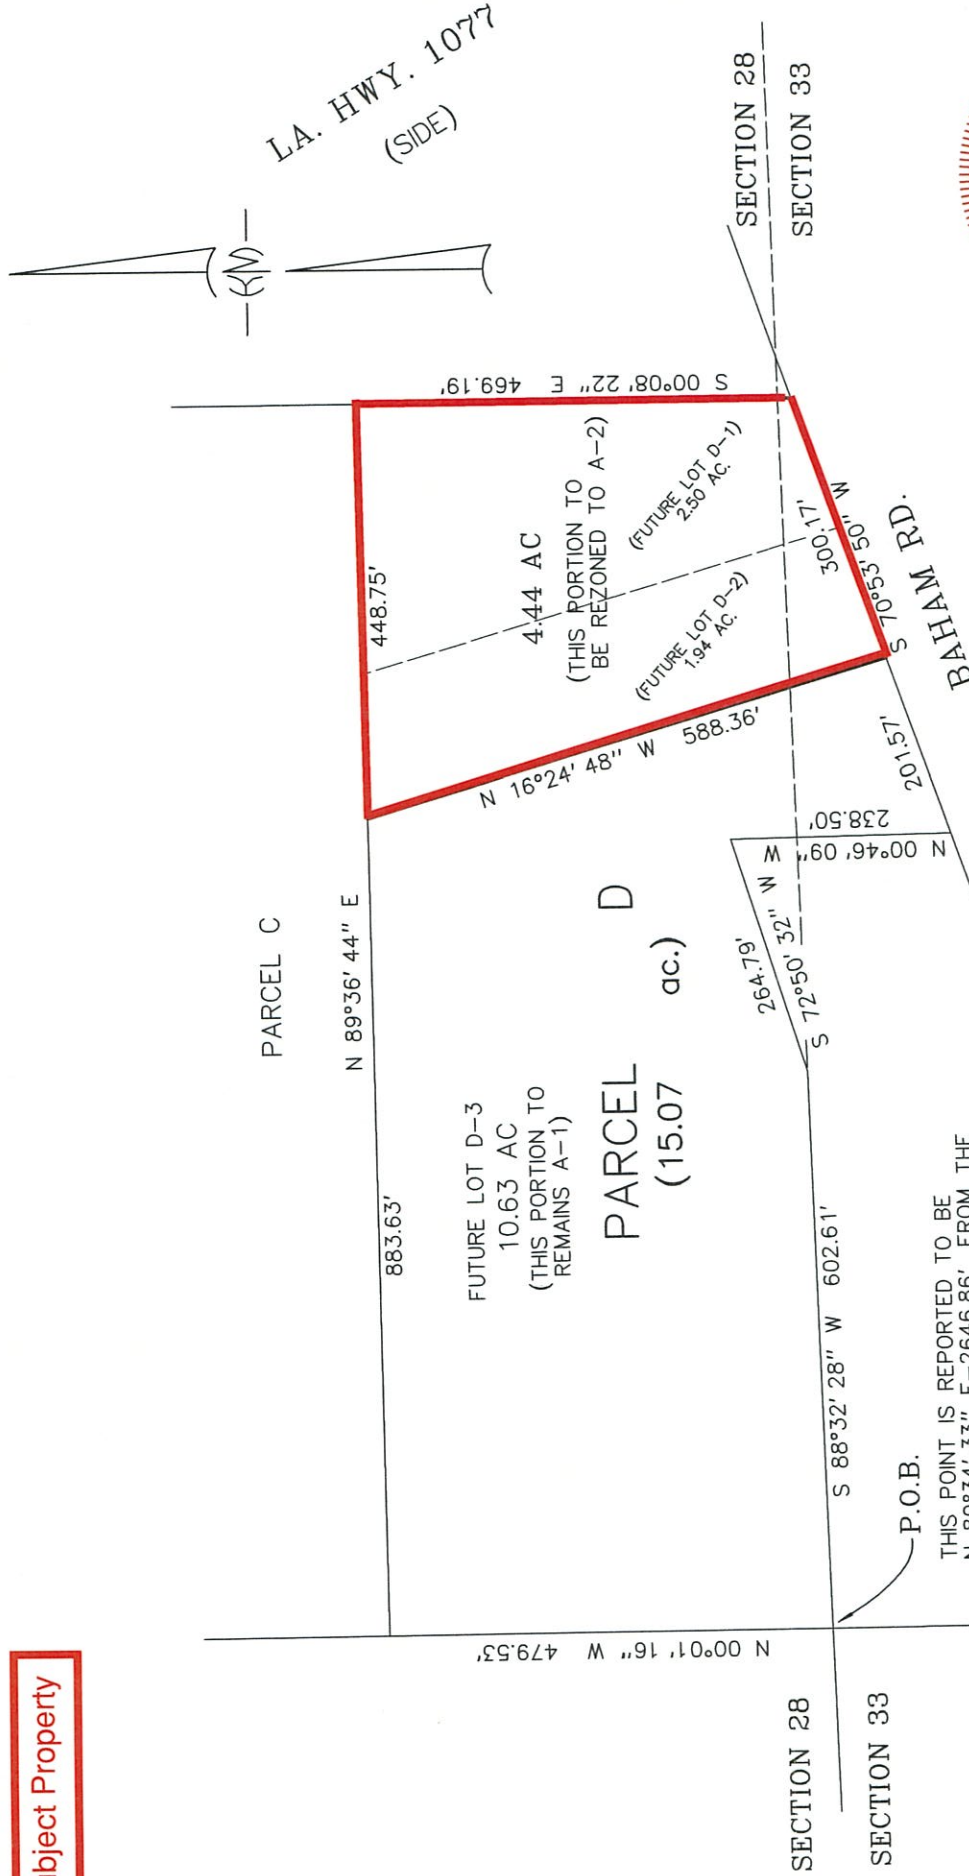 bject Property
LA. HWY. 1077
(SIDE)
KN
PARCEL C
N 89°36' 44" E
883.63'
448.75'
S 00°08' 22" E 469.19'
4.44 AC
(THIS PORTION TO
BE REZONED TO A-2)
(FUTURE LOT D-1)
2.50 AC.
(FUTURE LOT D-2)
1.94 AC.
N 16°24' 48" W 588.36'
300.17'
S 70°53' 50" W
BAHAM RD.
201.57'
FUTURE LOT D-3
10.63 AC
(THIS PORTION TO
REMAINS A-1)
PARCEL D
(15.07 ac.)
264.79'
S 72°50' 32" W
N 00°46' 09" W
238.50'
S 88°32' 28" W 602.61'
N 00°01' 16" W 479.53'
SECTION 28
SECTION 33
SECTION 28
SECTION 33
P.O.B.
THIS POINT IS REPORTED TO BE
FROM THE